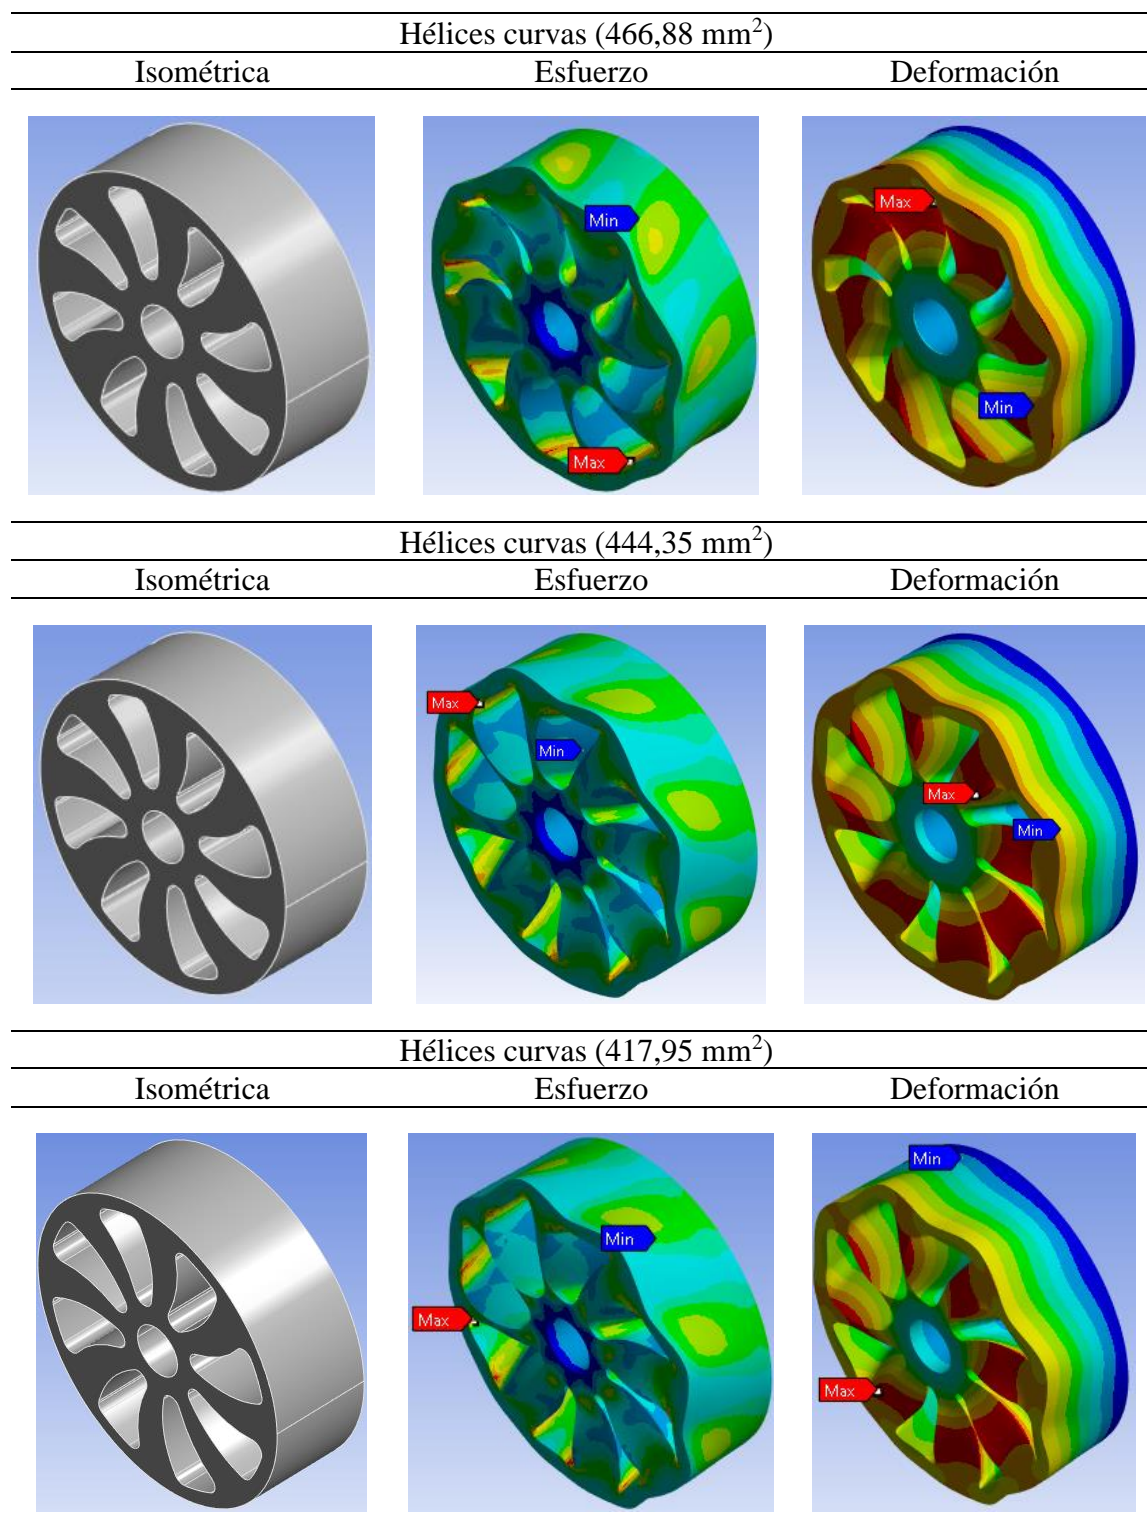 Hélices curvas (466,88 mm²)
Isométrica Esfuerzo Deformación
Min
Max
Max
Min
Hélices curvas (444,35 mm²)
Isométrica Esfuerzo Deformación
Max
Min
Max
Min
Hélices curvas (417,95 mm²)
Isométrica Esfuerzo Deformación
Min
Max
Min
Max